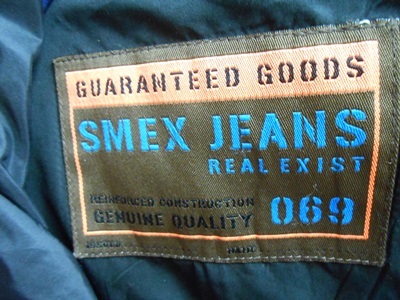 GUARANTEED GOODS
SMEX JEANS
REAL EXIST
REINFORCED CONSTRUCTION
GENUINE QUALITY 069